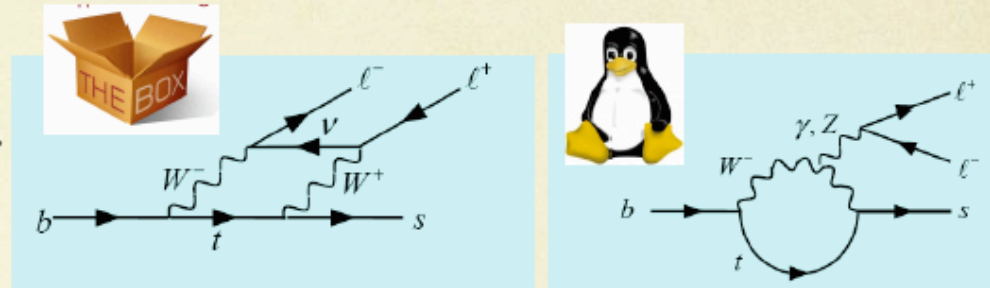 THE BOX
ℓ⁻
ℓ⁺
ν
W⁻
W⁺
b
t
s
γ, Z
ℓ⁺
W⁻
ℓ⁻
b
s
t